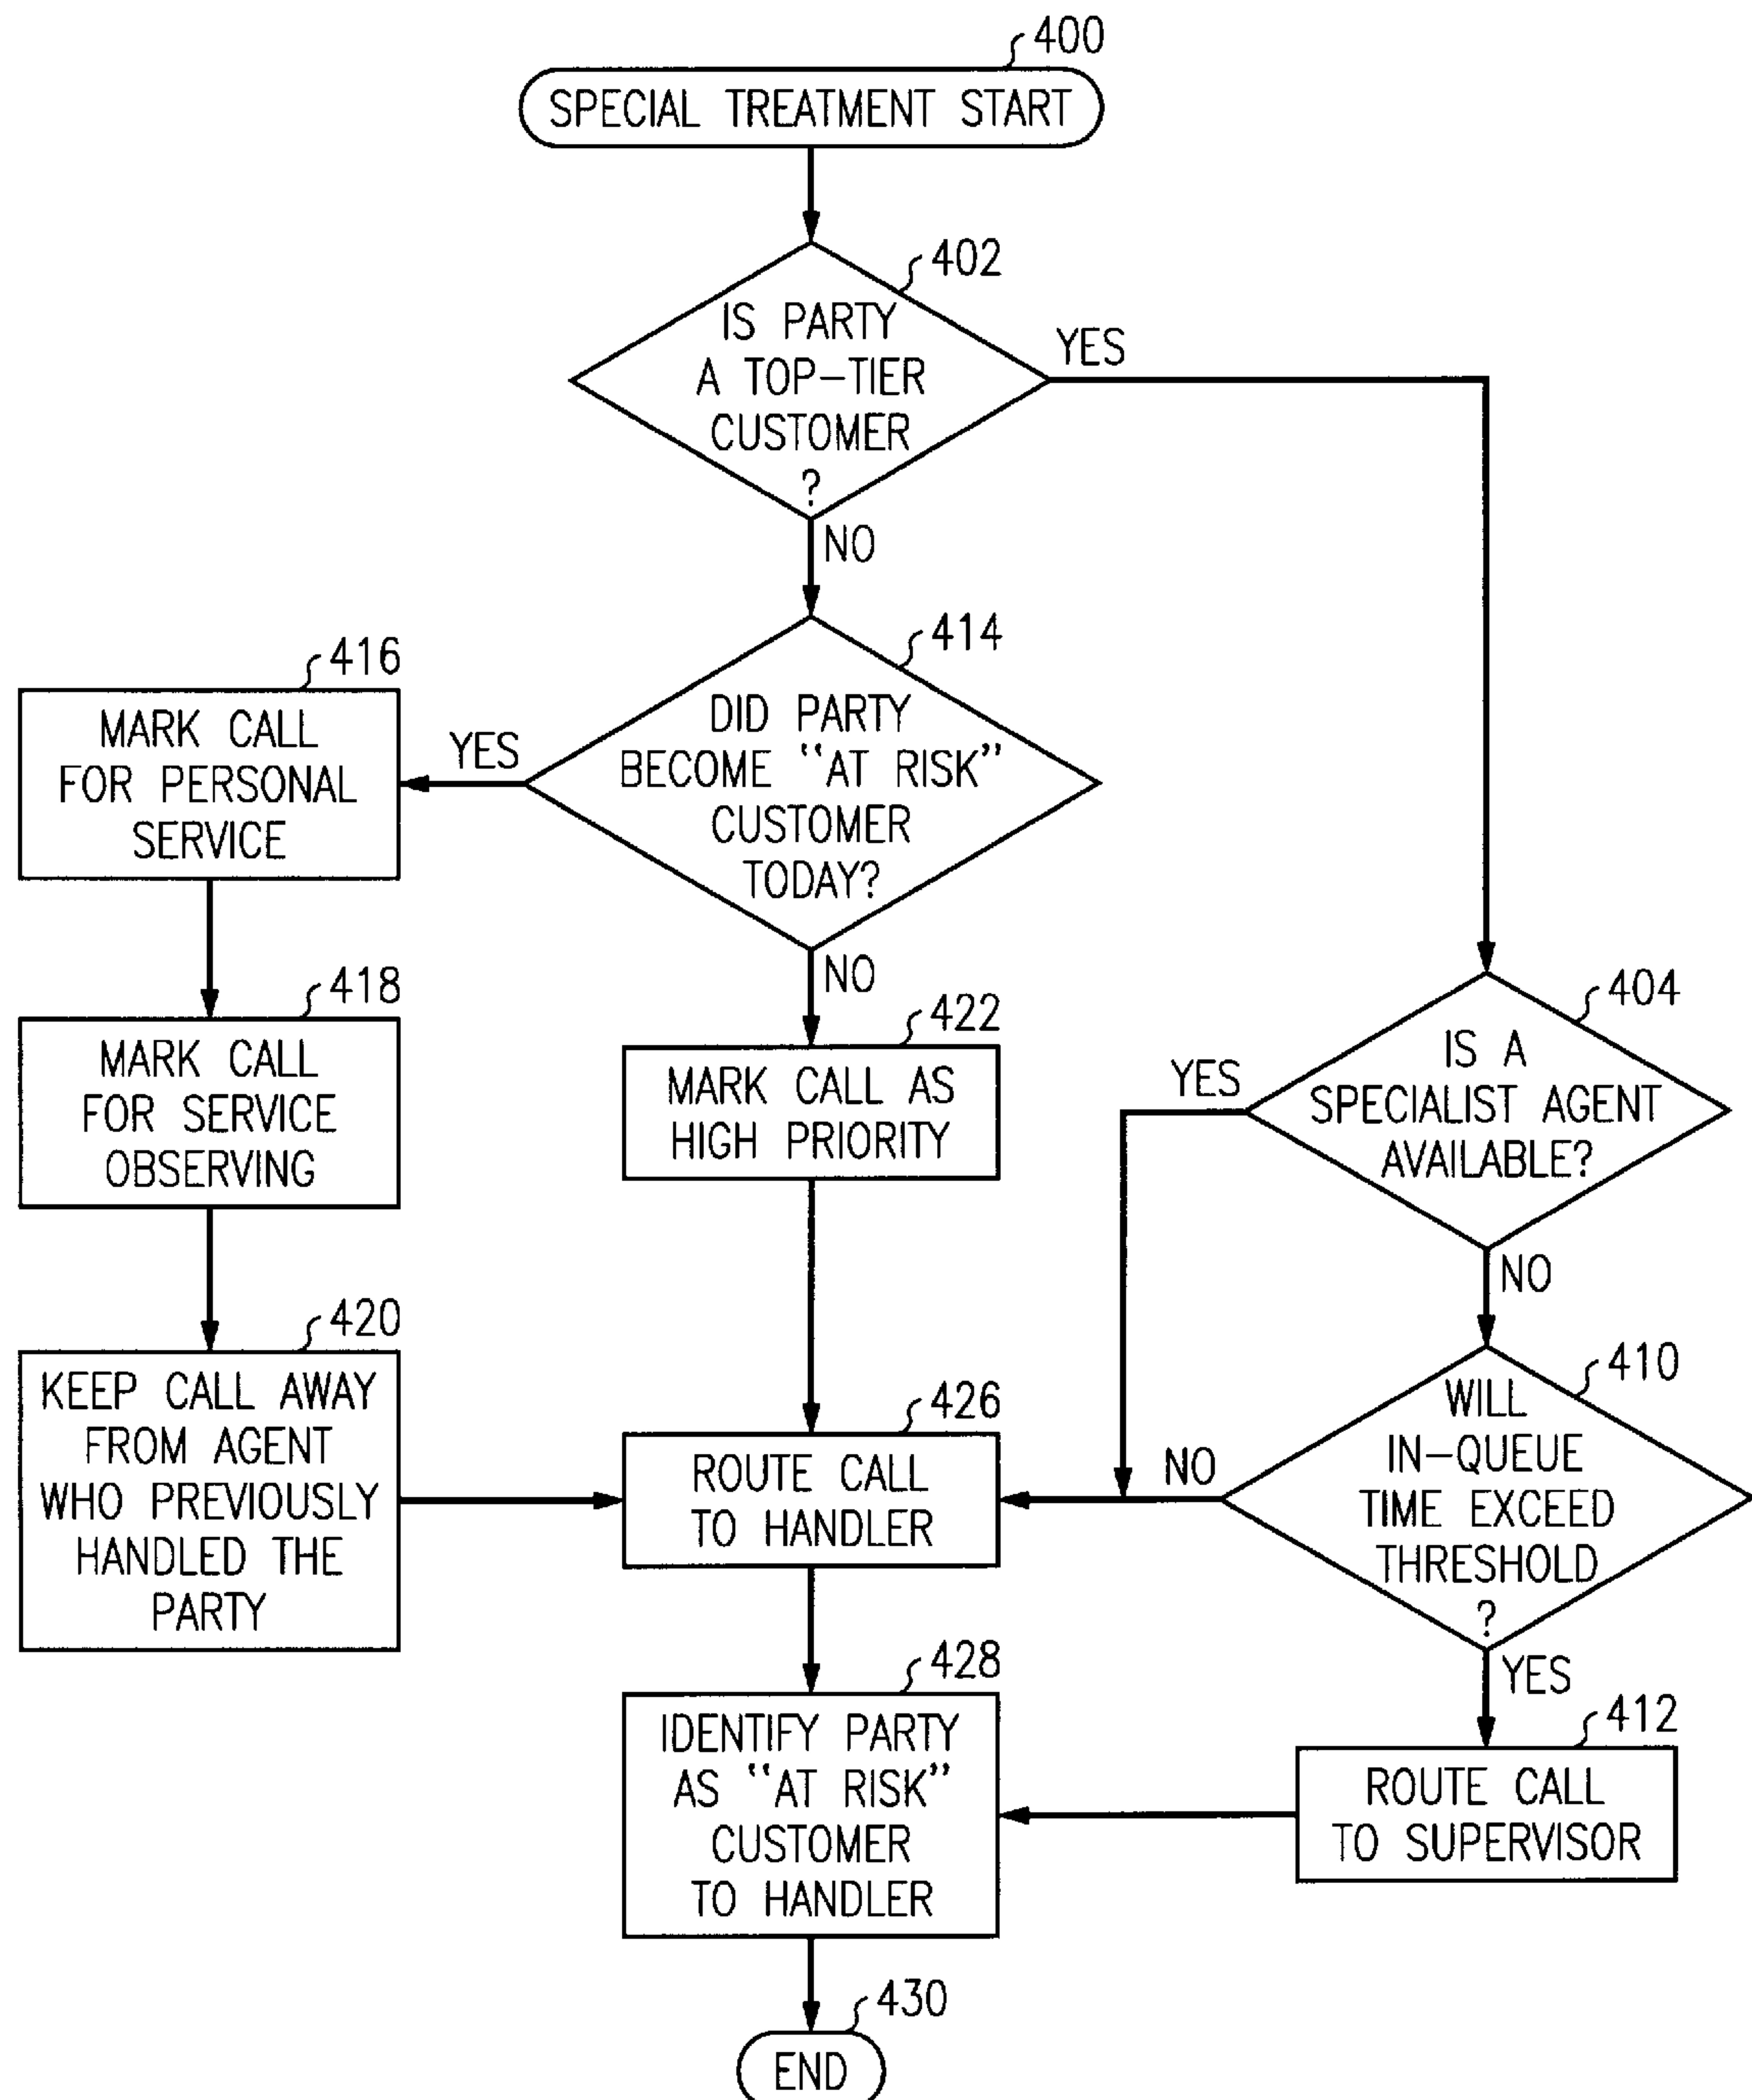 400
SPECIAL TREATMENT START
402
IS PARTY
A TOP-TIER
CUSTOMER
?
YES
NO
414
DID PARTY
BECOME “AT RISK”
CUSTOMER
TODAY?
YES
NO
416
MARK CALL
FOR PERSONAL
SERVICE
418
MARK CALL
FOR SERVICE
OBSERVING
420
KEEP CALL AWAY
FROM AGENT
WHO PREVIOUSLY
HANDLED THE
PARTY
422
MARK CALL AS
HIGH PRIORITY
404
IS A
SPECIALIST AGENT
AVAILABLE?
YES
NO
410
WILL
IN-QUEUE
TIME EXCEED
THRESHOLD
?
NO
YES
426
ROUTE CALL
TO HANDLER
412
ROUTE CALL
TO SUPERVISOR
428
IDENTIFY PARTY
AS “AT RISK”
CUSTOMER
TO HANDLER
430
END